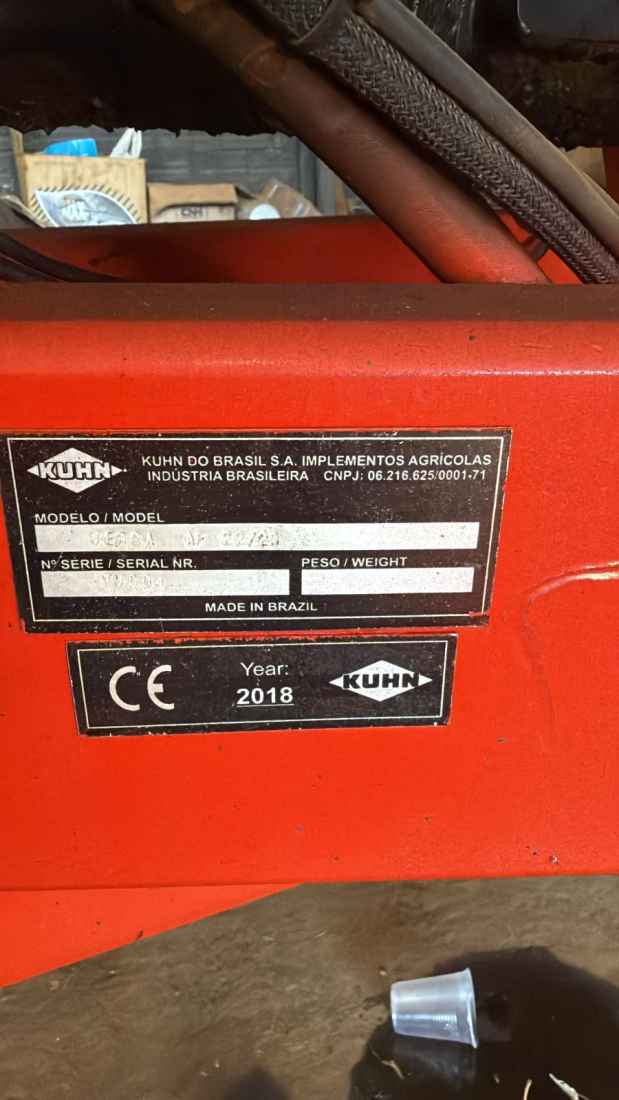 KUHN
KUHN DO BRASIL S.A. IMPLEMENTOS AGRÍCOLAS
INDÚSTRIA BRASILEIRA CNPJ: 06.216.625/0001-71
MODELO / MODEL
Nº SÉRIE / SERIAL NR.
PESO / WEIGHT
MADE IN BRAZIL
CE
Year:
2018
KUHN